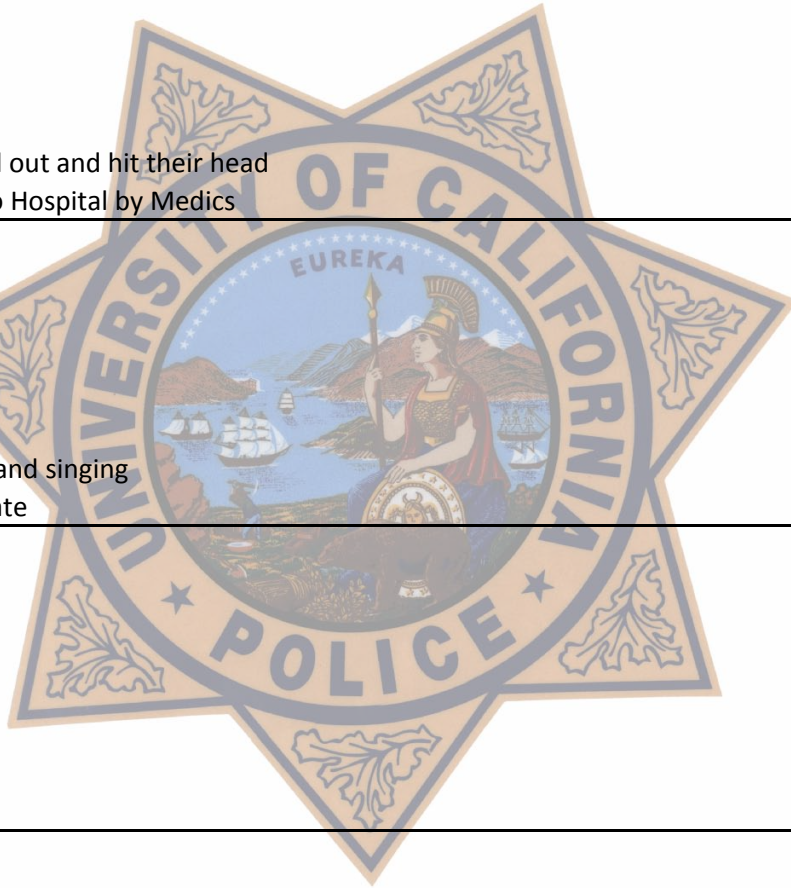 out and hit their head
Hospital by Medics
UNIVERSITY OF CALIFORNIA
EUREKA
and singing
POLICE